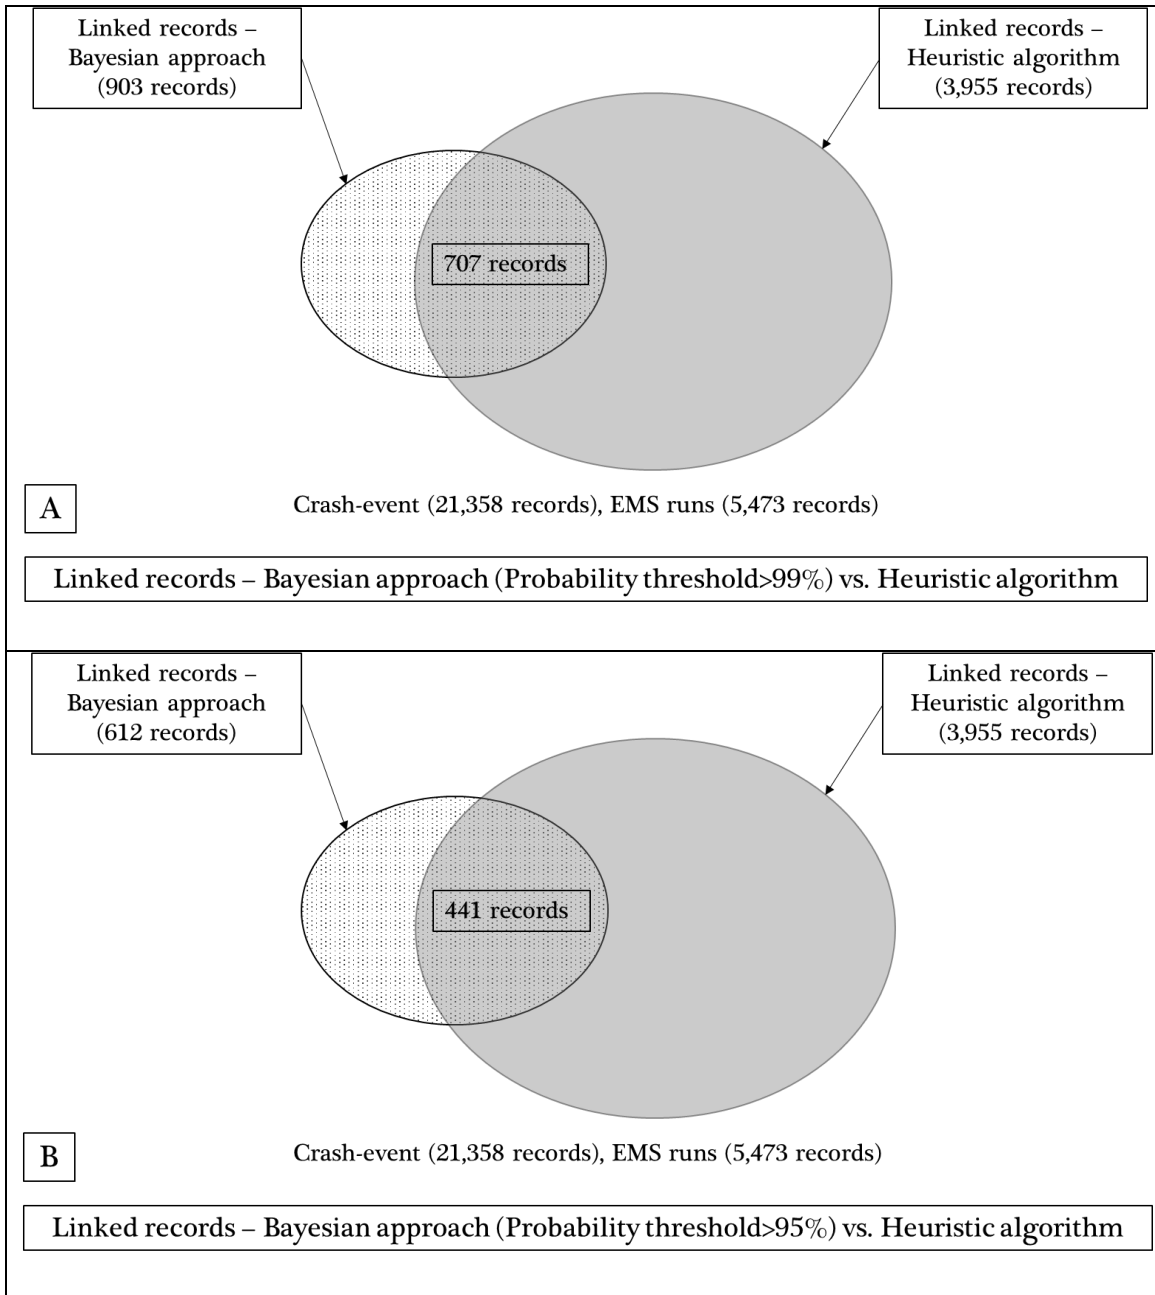 Linked records –
Bayesian approach
(903 records)
Linked records –
Heuristic algorithm
(3,955 records)
707 records
A
Crash-event (21,358 records), EMS runs (5,473 records)
Linked records – Bayesian approach (Probability threshold>99%) vs. Heuristic algorithm
Linked records –
Bayesian approach
(612 records)
Linked records –
Heuristic algorithm
(3,955 records)
441 records
B
Crash-event (21,358 records), EMS runs (5,473 records)
Linked records – Bayesian approach (Probability threshold>95%) vs. Heuristic algorithm